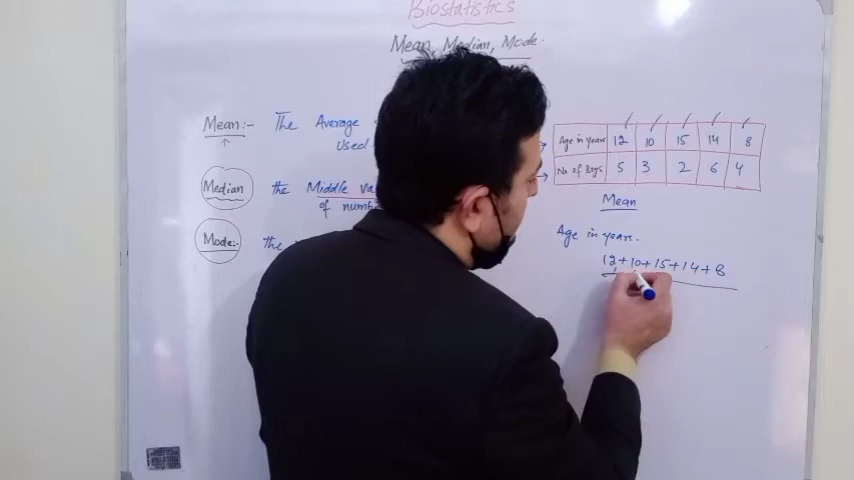 Biostatistics
Mean, Median, Mode.
Mean:- The Average
Used
Median the Middle
of
Mode:- the
Age in years 12 10 15 14 8
No of Boys 5 3 2 6 4
Mean
Age in years.
12+10+15+14+8